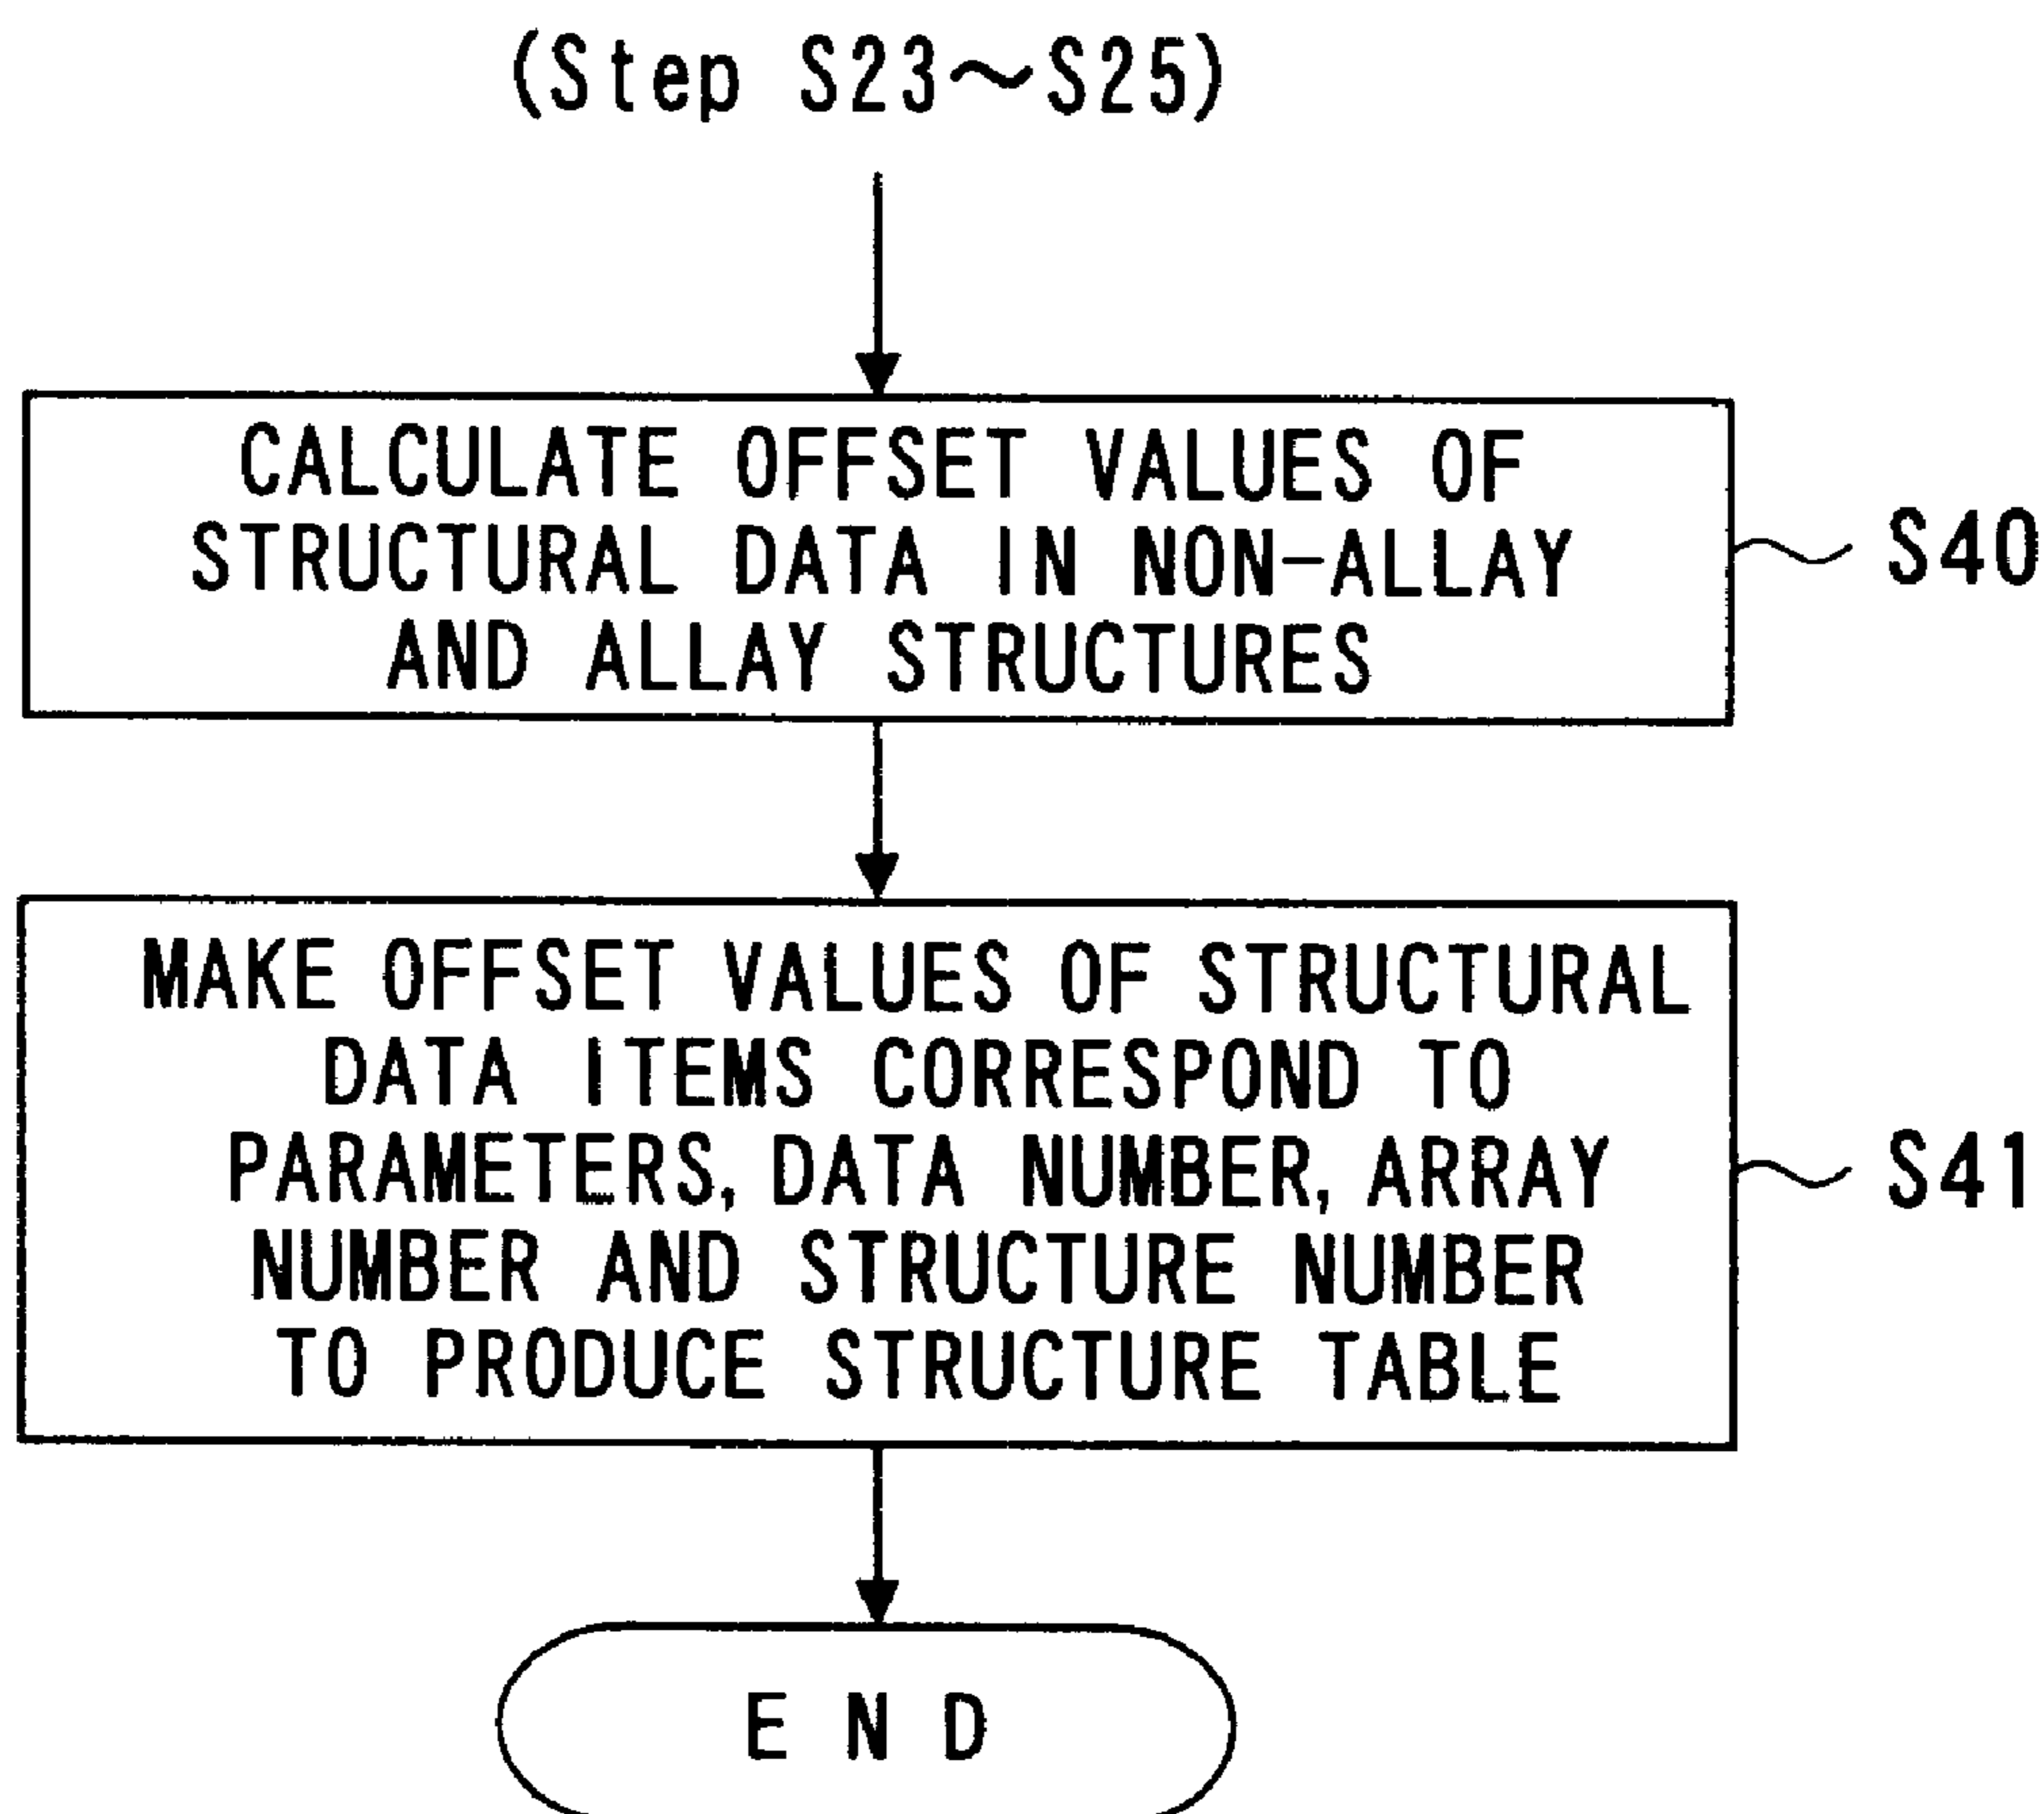 (Step S23〜S25)
CALCULATE OFFSET VALUES OF
STRUCTURAL DATA IN NON-ALLAY
AND ALLAY STRUCTURES
S40
MAKE OFFSET VALUES OF STRUCTURAL
DATA ITEMS CORRESPOND TO
PARAMETERS, DATA NUMBER, ARRAY
NUMBER AND STRUCTURE NUMBER
TO PRODUCE STRUCTURE TABLE
S41
END